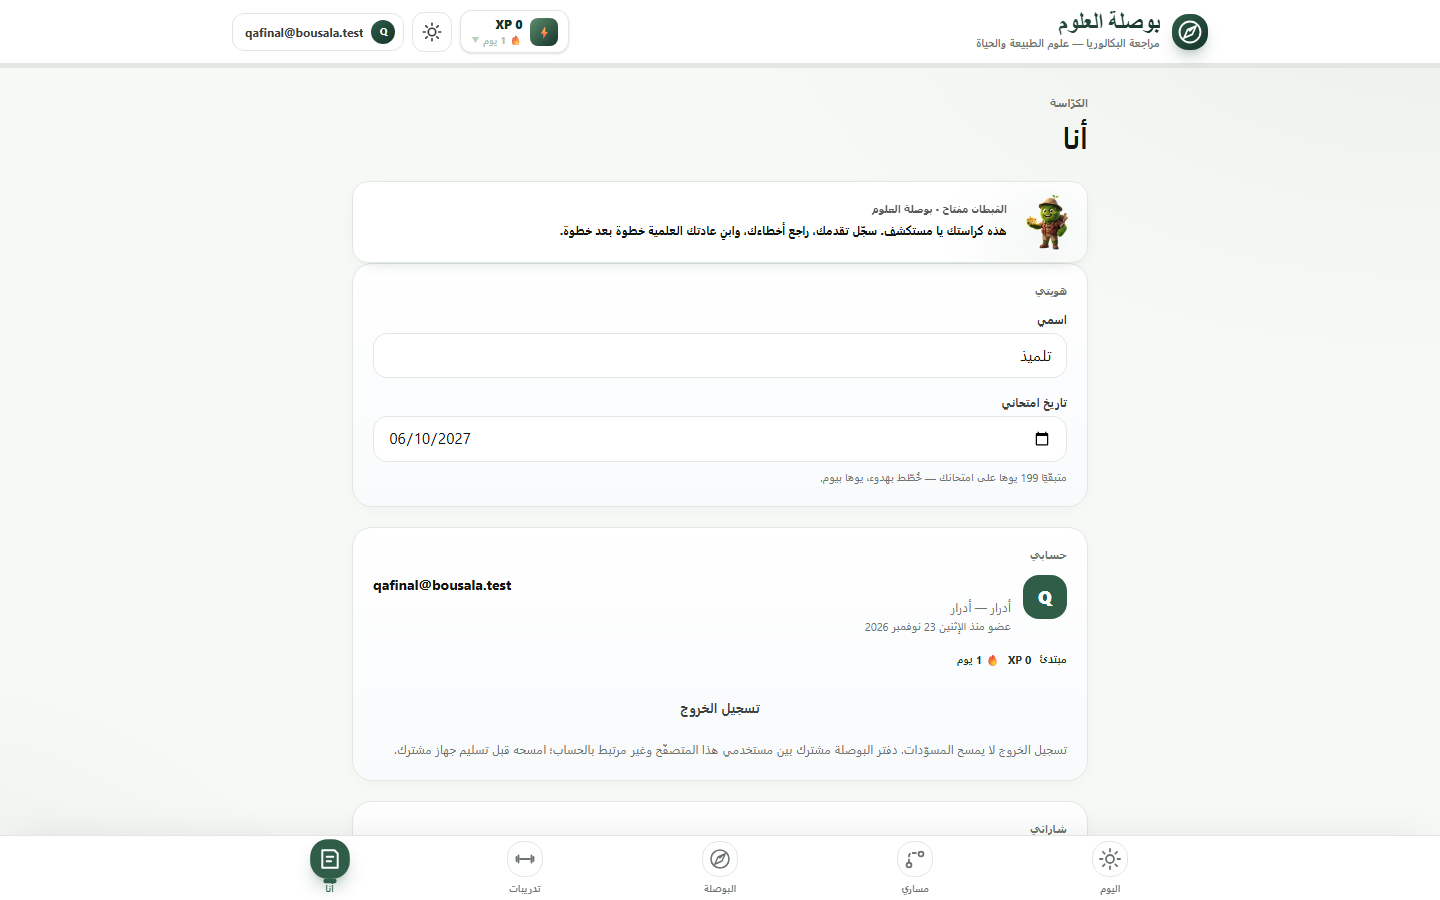 بوصلة العلوم
مراجعة البكالوريا — علوم الطبيعة والحياة
XP 0
1 يوم ▼
Q
qafinal@bousala.test
الكرّاسة
أنا
القبطان مفتاح • بوصلة العلوم
هذه كراستك يا مستكشف. سجّل تقدمك، راجع أخطاءك، وابنِ عادتك العلمية خطوة بعد خطوة.
هويتي
اسمي
تلميذ
تاريخ امتحاني
06/10/2027
متبقّيًا 199 يومًا على امتحانك — خُطّط بهدوء، يومًا بيوم.
حسابي
Q
qafinal@bousala.test
أدرار — أدرار
عضو منذ الإثنين 23 نوفمبر 2026
مبتدئ XP 0 🔥 1 يوم
تسجيل الخروج
تسجيل الخروج لا يمسح المسوّدات. دفتر البوصلة مشترك بين مستخدمي هذا المتصفّح وغير مرتبط بالحساب؛ امسحه قبل تسليم جهاز مشترك.
شاراتي
اليوم
مساري
البوصلة
تدريبات
أنا